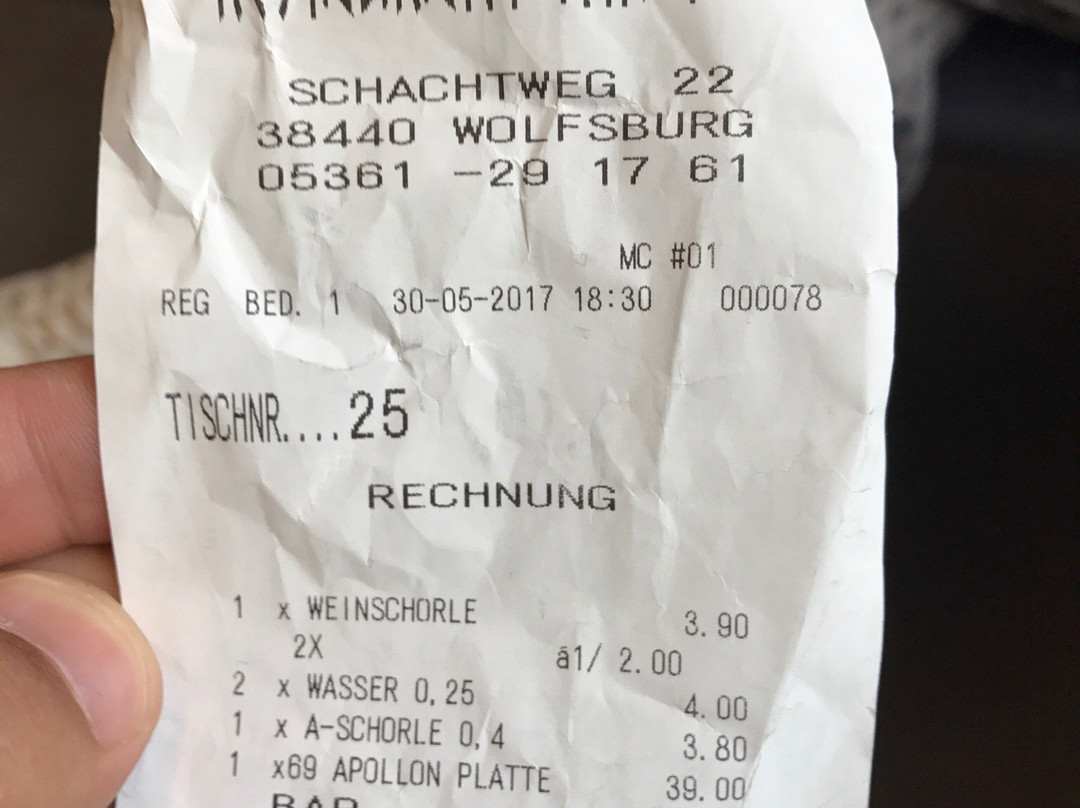 SCHACHTWEG 22
38440 WOLFSBURG
05361 -29 17 61
MC #01
REG BED. 1 30-05-2017 18:30 000078
TISCHNR....25
RECHNUNG
1 x WEINSCHORLE 3.90
2X ã1/ 2.00
2 x WASSER 0,25 4.00
1 x A-SCHORLE 0,4 3.80
1 x69 APOLLON PLATTE 39.00
BAR